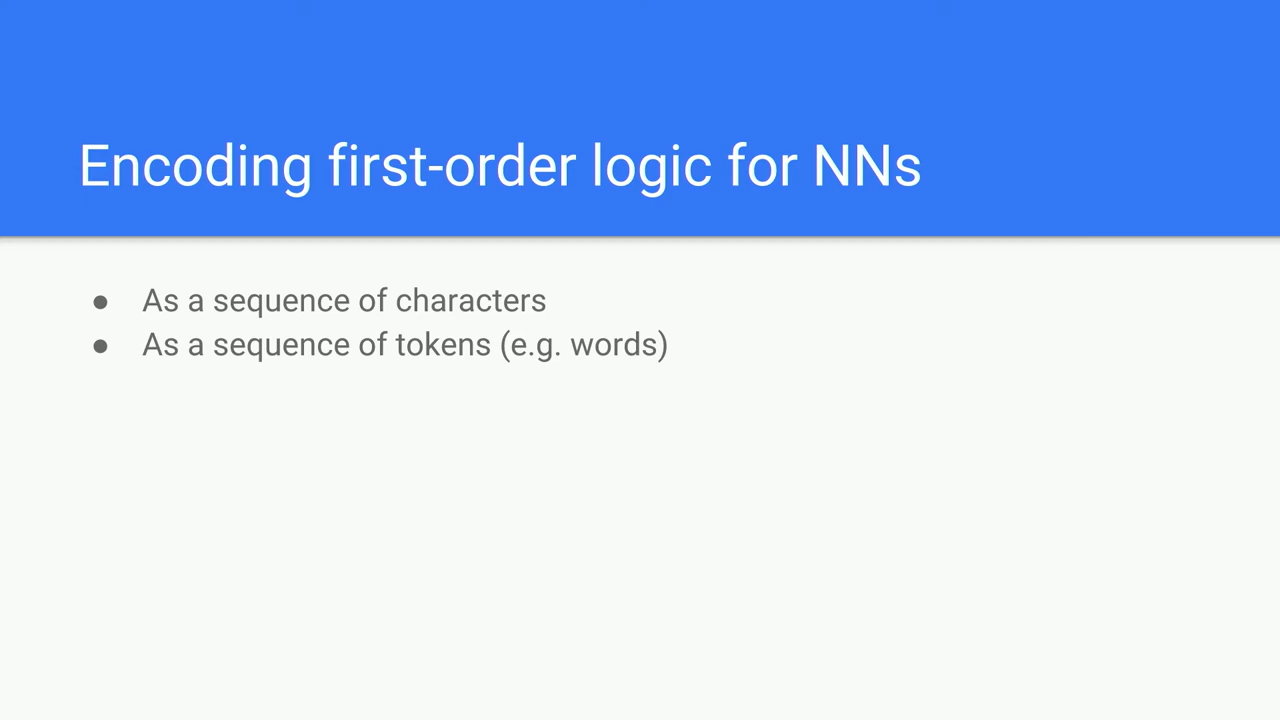 Encoding first-order logic for NNs
● As a sequence of characters
● As a sequence of tokens (e.g. words)